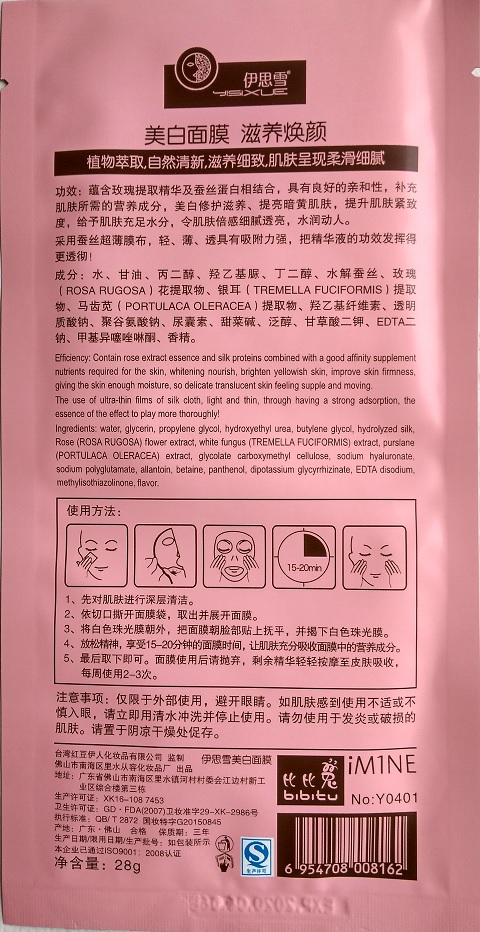 伊思雪®
YISIXUE
美白面膜 滋养焕颜
植物萃取,自然清新,滋养细致,肌肤呈现柔滑细腻
功效：蕴含玫瑰提取精华及蚕丝蛋白相结合，具有良好的亲和性，补充
肌肤所需的营养成分，美白修护滋养、提亮暗黄肌肤，提升肌肤紧致
度，给予肌肤充足水分，令肌肤倍感细腻透亮，水润动人。
采用蚕丝超薄膜布，轻、薄、透具有吸附力强，把精华液的功效发挥得
更透彻!
成分：水、甘油、丙二醇、羟乙基脲、丁二醇、水解蚕丝、玫瑰
（ROSA RUGOSA）花提取物、银耳（TREMELLA FUCIFORMIS）提取
物、马齿苋（PORTULACA OLERACEA）提取物、羟乙基纤维素、透明
质酸钠、聚谷氨酸钠、尿囊素、甜菜碱、泛醇、甘草酸二钾、EDTA二
钠、甲基异噻唑啉酮、香精。
Efficiency: Contain rose extract essence and silk proteins combined with a good affinity supplement
nutrients required for the skin, whitening nourish, brighten yellowish skin, improve skin firmness,
giving the skin enough moisture, so delicate translucent skin feeling supple and moving.
The use of ultra-thin films of silk cloth, light and thin, through having a strong adsorption, the
essence of the effect to play more thoroughly!
Ingredients: water, glycerin, propylene glycol, hydroxyethyl urea, butylene glycol, hydrolyzed silk,
Rose (ROSA RUGOSA) flower extract, white fungus (TREMELLA FUCIFORMIS) extract, purslane
(PORTULACA OLERACEA) extract, glycolate carboxymethyl cellulose, sodium hyaluronate,
sodium polyglutamate, allantoin, betaine, panthenol, dipotassium glycyrrhizinate, EDTA disodium,
methylisothiazolinone, flavor.
使用方法：
15-20min
1、先对肌肤进行深层清洁。
2、依切口撕开面膜袋，取出并展开面膜。
3、将白色珠光膜朝外，把面膜朝脸部贴上抚平，并揭下白色珠光膜。
4、放松精神，享受15–20分钟的面膜时间，让肌肤充分吸收面膜中的营养成分。
5、最后取下即可。面膜使用后请抛弃，剩余精华轻轻按摩至皮肤吸收，
每周使用2–3次。
注意事项：仅限于外部使用，避开眼睛。如肌肤感到使用不适或不
慎入眼，请立即用清水冲洗并停止使用。请勿使用于发炎或破损的
肌肤。请置于阴凉干燥处促存。
台湾红豆伊人化妆品有限公司 监制 伊思雪美白面膜
佛山市南海区里水从容化妆品厂 出品
地址：广东省佛山市南海区里水镇河村村委会江边村新工
业区综合楼第三层
生产许可证：XK16–108 7453
卫生许可证：GD·FDA(2007)卫妆准字29–XK–2986号
执行标准：QB/T 2872 国妆特字G20150845
产地：广东·佛山 合格 保质期：三年
生产日期/限用日期/生产批号：如包装所示
本企业已通过ISO9001：2008认证
净含量：28g
生产许可
比比兔
bibitu
iM1NE
No:Y0401
6 954708 008162